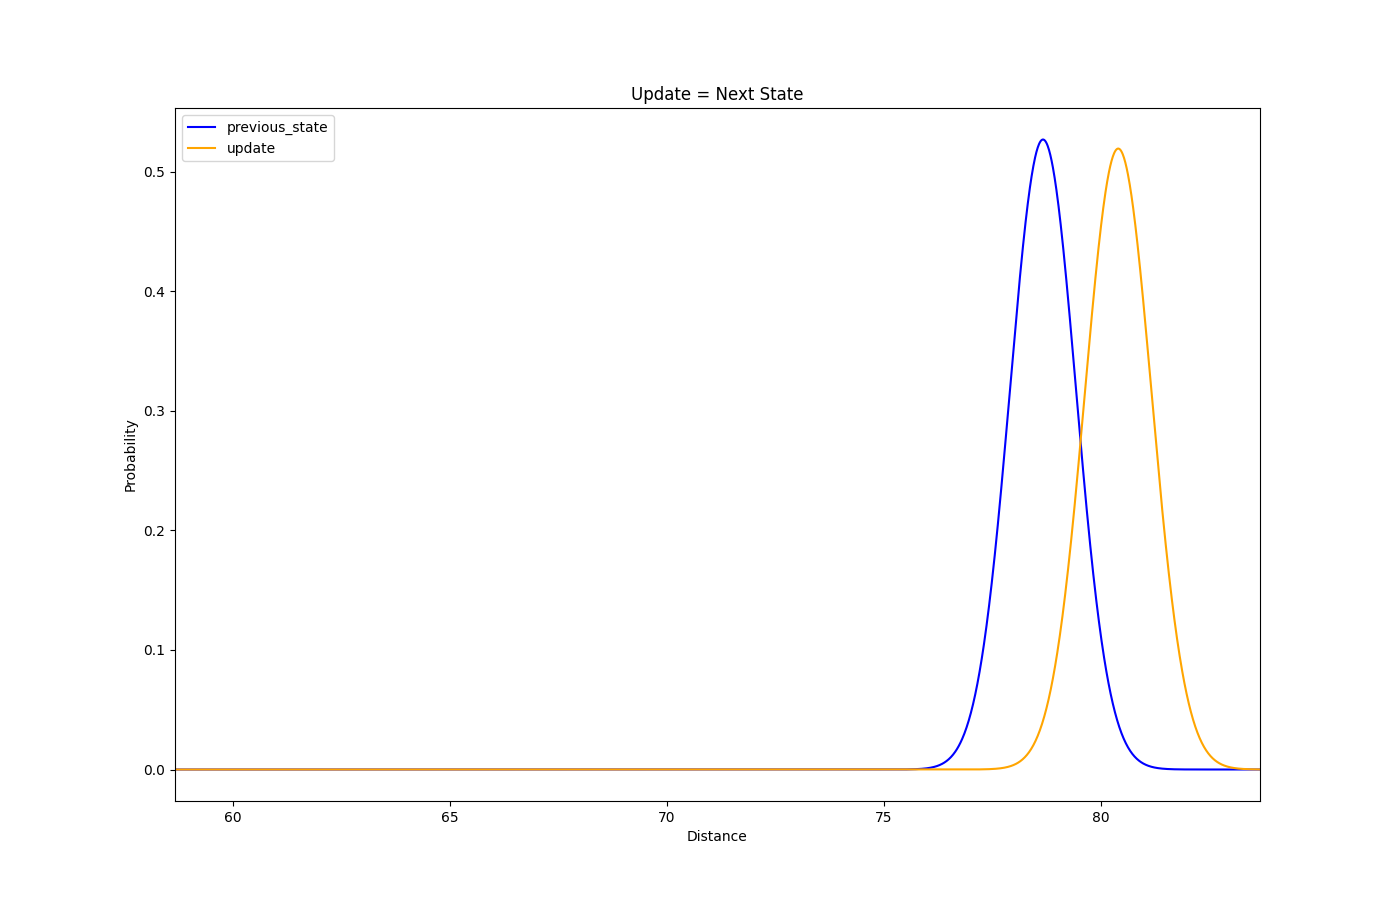 Update = Next State
previous_state
update
Probability
0.5
0.4
0.3
0.2
0.1
0.0
60 65 70 75 80
Distance